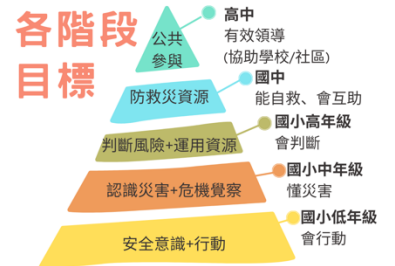 各階段
目標
公共
參與
高中
有效領導
(協助學校/社區)
防救災資源
國中
能自救、會互助
判斷風險+運用資源
國小高年級
會判斷
認識災害+危機覺察
國小中年級
懂災害
安全意識+行動
國小低年級
會行動